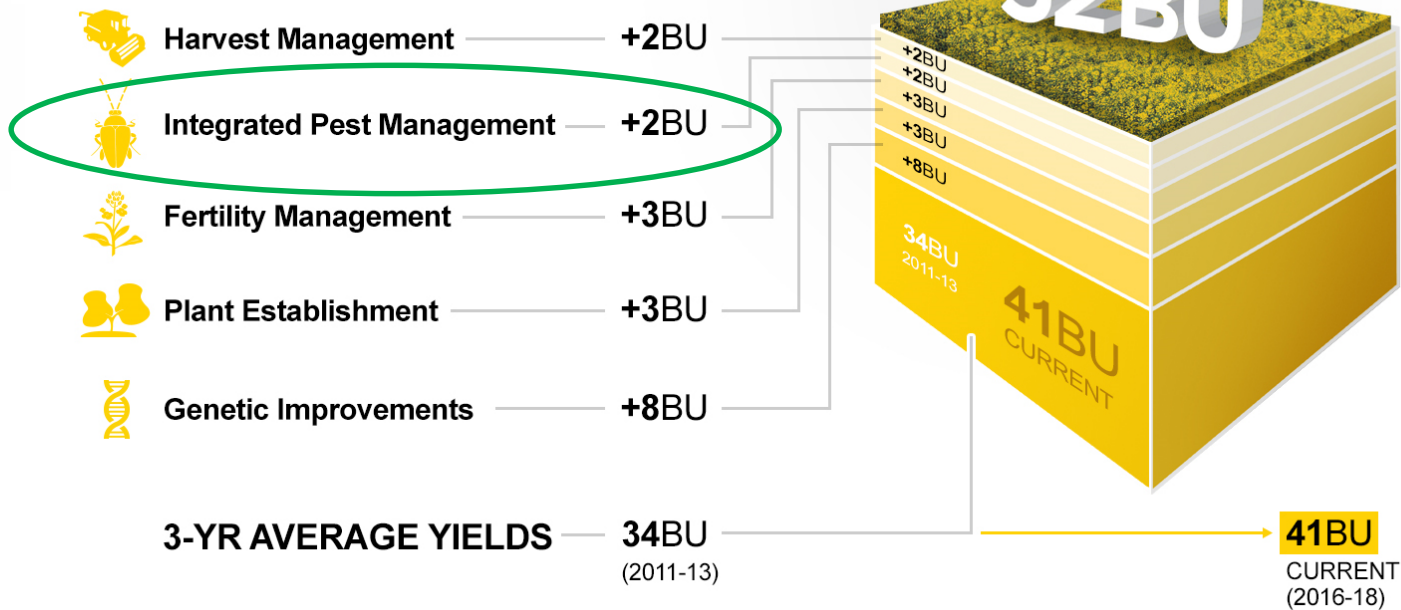 Harvest Management +2BU
Integrated Pest Management +2BU
Fertility Management +3BU
Plant Establishment +3BU
Genetic Improvements +8BU
3-YR AVERAGE YIELDS 34BU
(2011-13)
52BU
+2BU
+2BU
+3BU
+3BU
+8BU
34BU
2011-13
41BU
CURRENT
41BU
CURRENT
(2016-18)